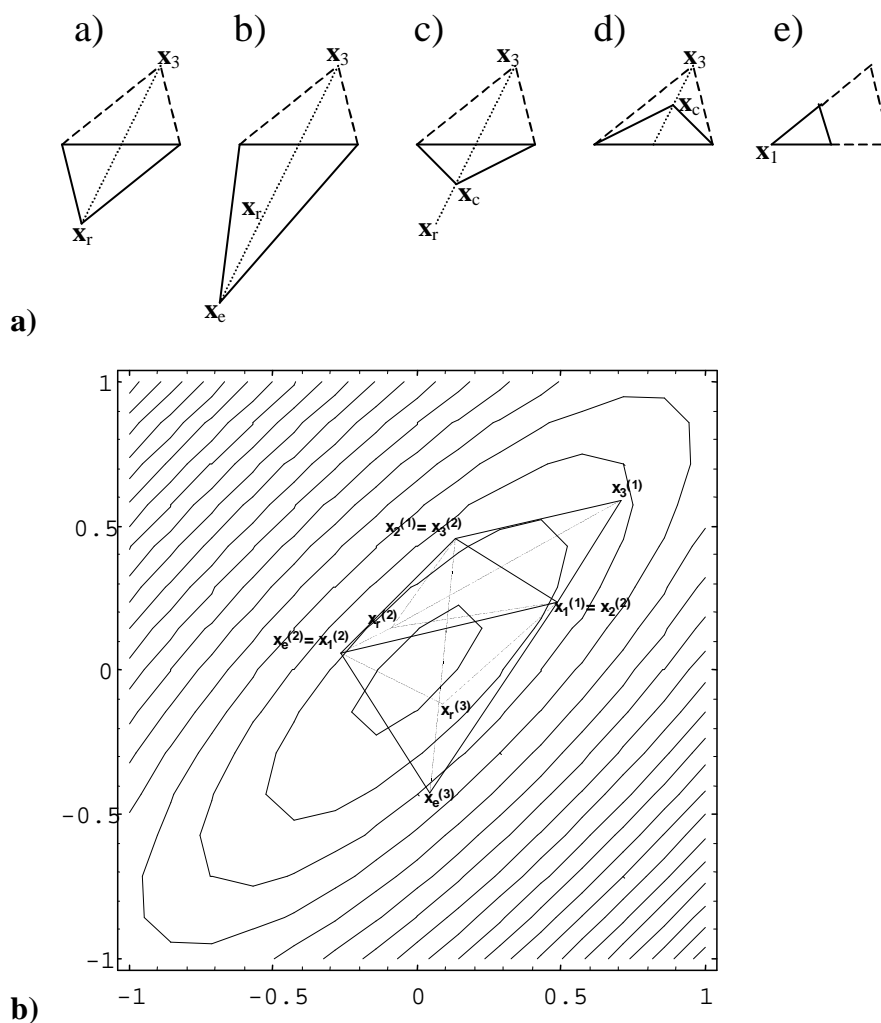 a) b) c) d) e)
x3 x3 x3 x3
xc
x1
xr xc
xr xr
xe
a)
1
x3(1)
0.5 x2(1)= x3(2)
xr(2) x1(1)= x2(2)
xe(2)= x1(2)
0
xr(3)
xe(3)
-0.5
-1
-1 -0.5 0 0.5 1
b)